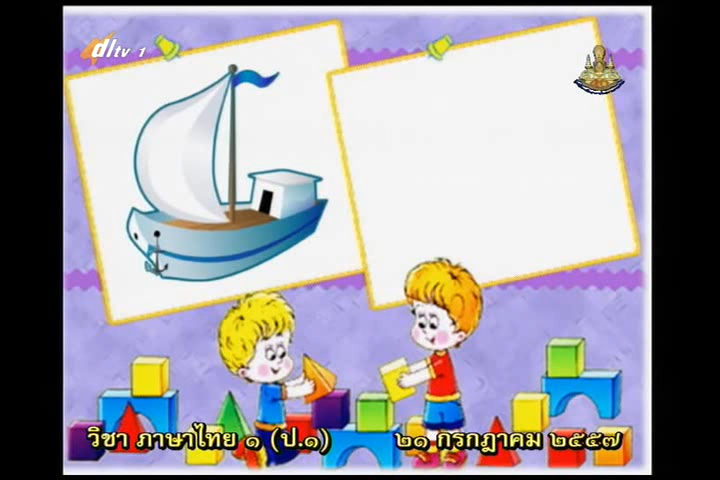 dltv 1
วิชา ภาษาไทย ๑ (ป.๑) ๒๑ กรกฎาคม ๒๕๕๗